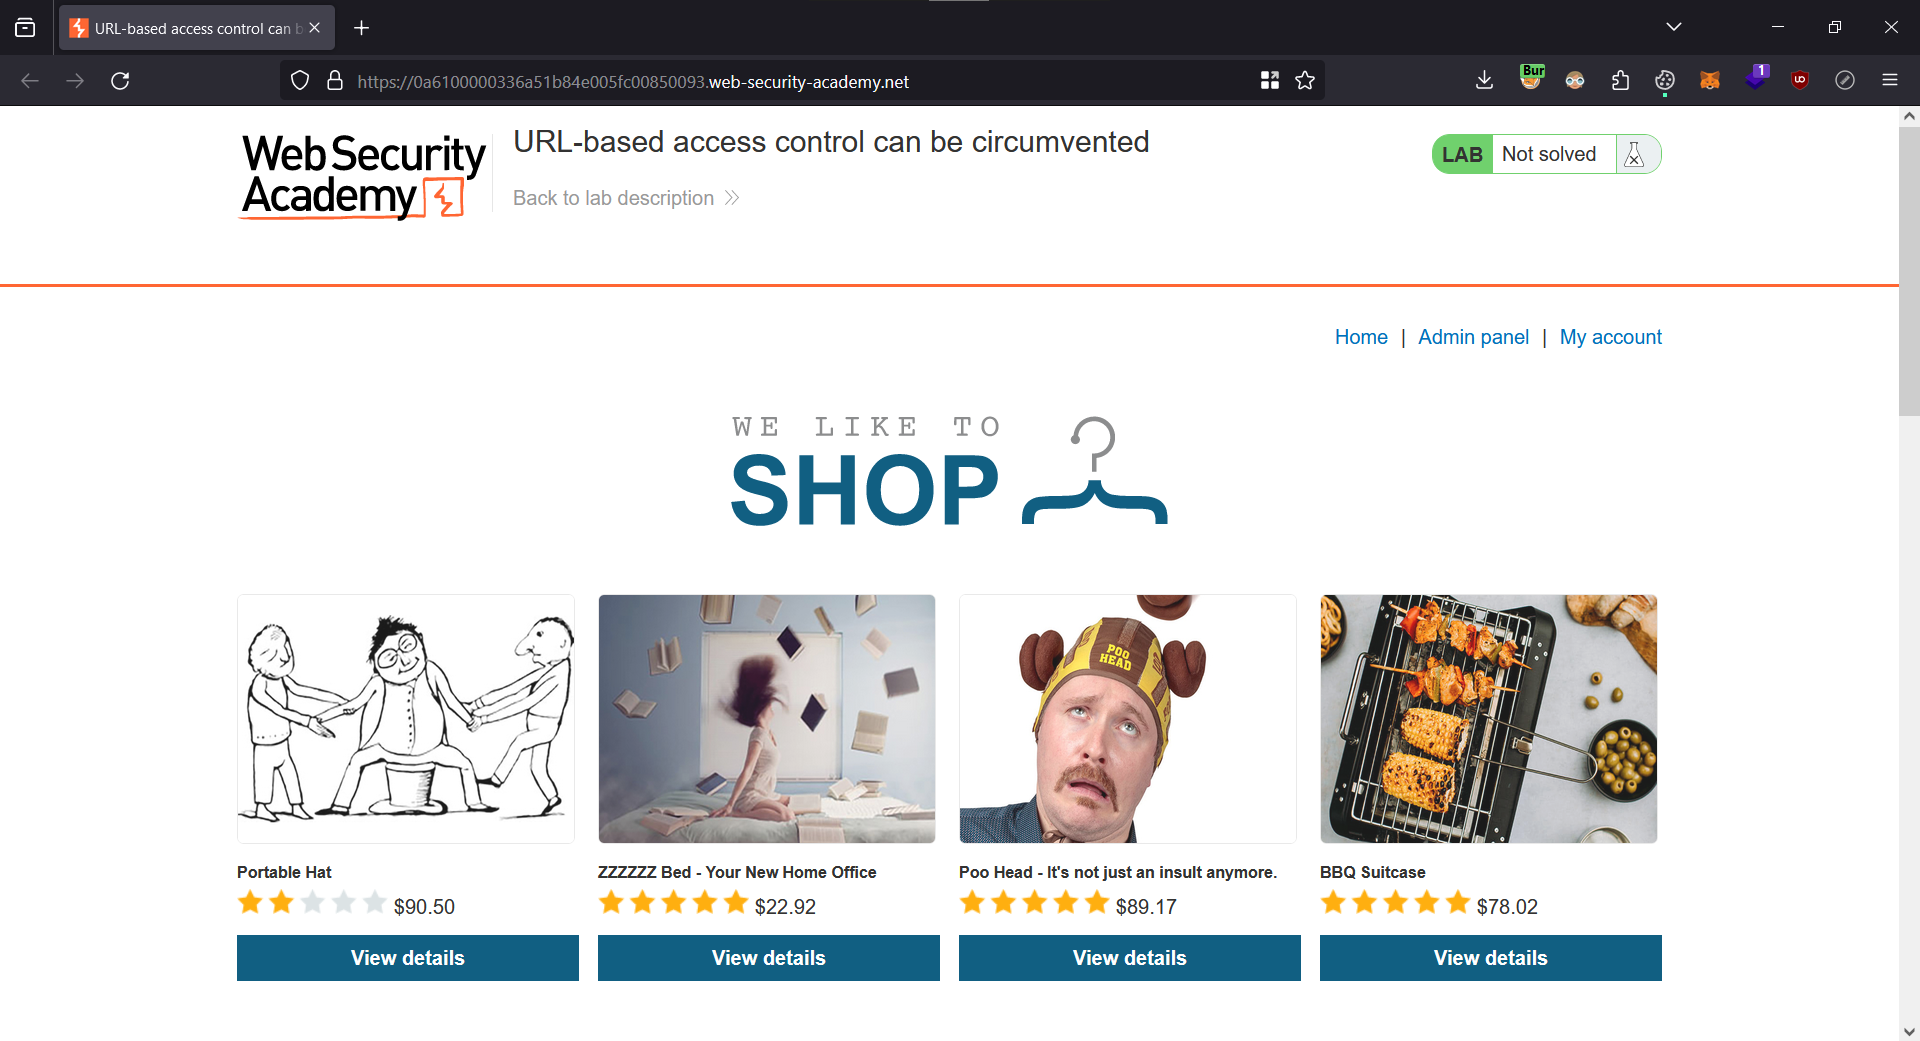 URL-based access control can b
https://0a6100000336a51b84e005fc00850093.web-security-academy.net
Bur
1
Web Security
Academy
URL-based access control can be circumvented
Back to lab description
LAB Not solved
Home | Admin panel | My account
WE LIKE TO
SHOP
POO
HEAD
Portable Hat
$90.50
View details
ZZZZZZ Bed - Your New Home Office
$22.92
View details
Poo Head - It's not just an insult anymore.
$89.17
View details
BBQ Suitcase
$78.02
View details